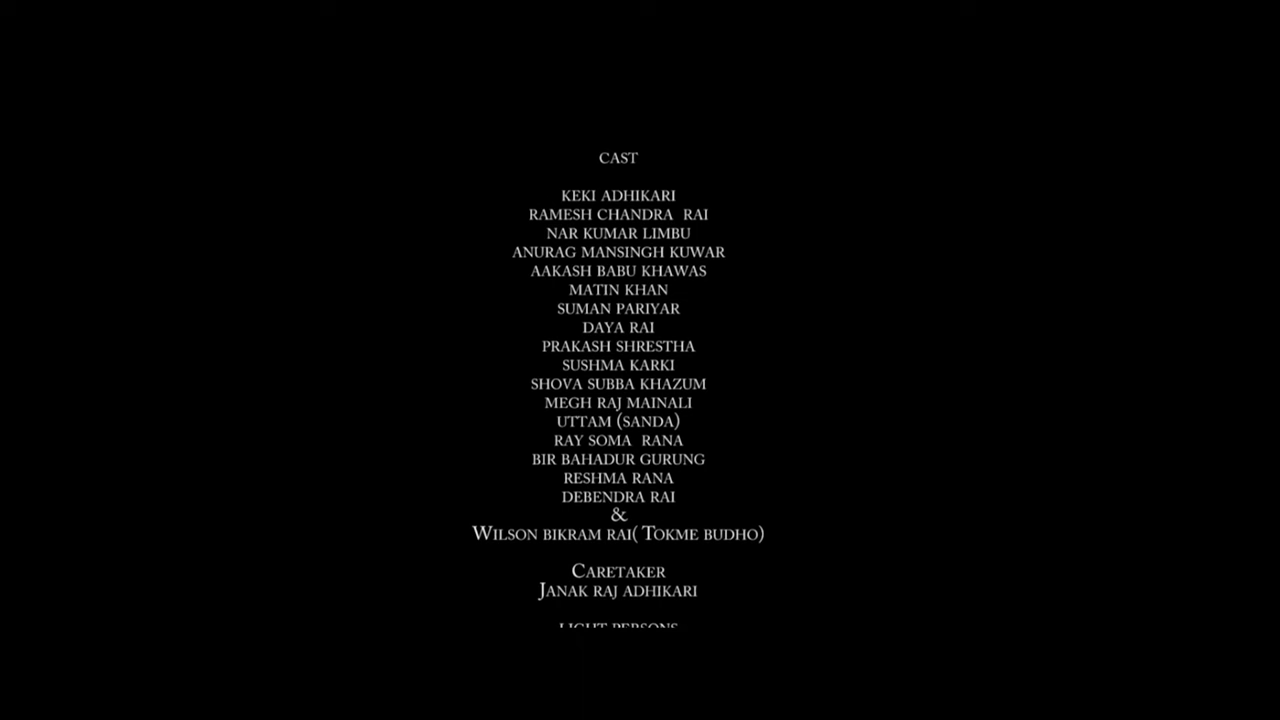 CAST
KEKI ADHIKARI
RAMESH CHANDRA RAI
NAR KUMAR LIMBU
ANURAG MANSINGH KUWAR
AAKASH BABU KHAWAS
MATIN KHAN
SUMAN PARIYAR
DAYA RAI
PRAKASH SHRESTHA
SUSHMA KARKI
SHOVA SUBBA KHAZUM
MEGH RAJ MAINALI
UTTAM (SANDA)
RAY SOMA RANA
BIR BAHADUR GURUNG
RESHMA RANA
DEBENDRA RAI
&
WILSON BIKRAM RAI( TOKME BUDHO)
CARETAKER
JANAK RAJ ADHIKARI
LIGHT PERSONS